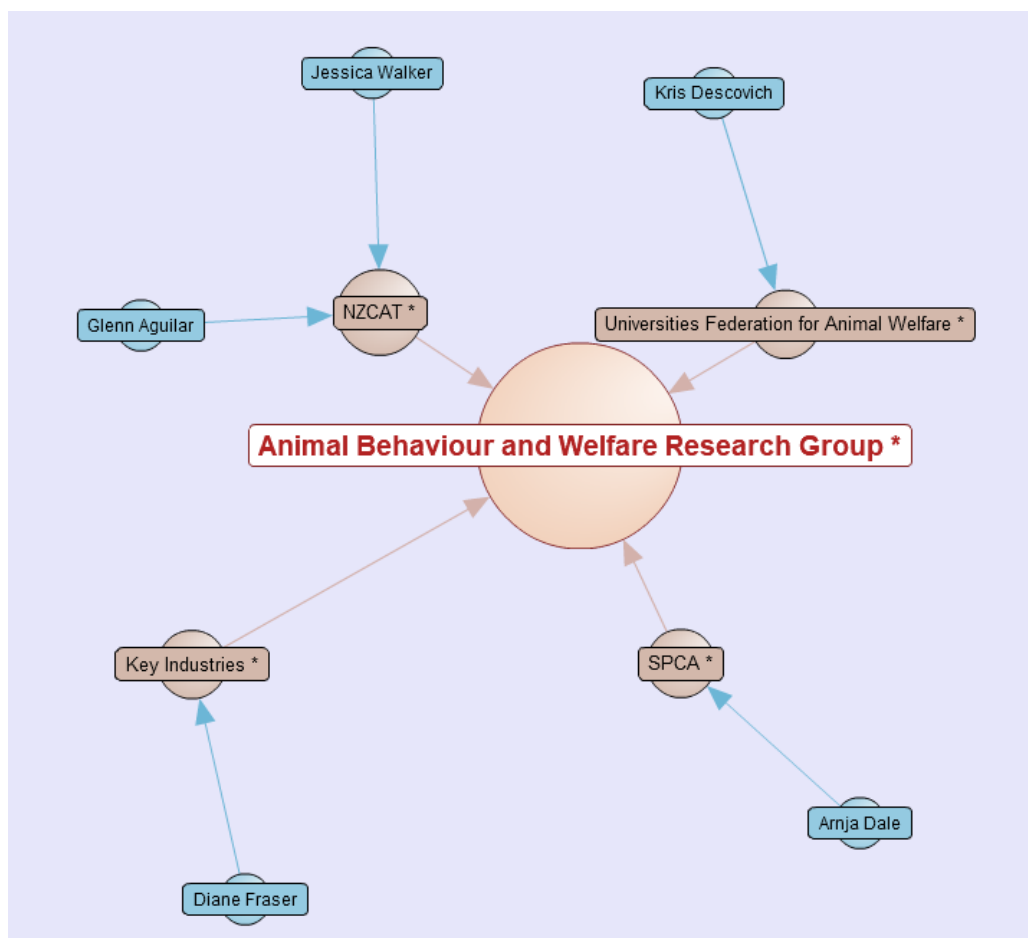 Jessica Walker
Kris Descovich
NZCAT *
Glenn Aguilar
Universities Federation for Animal Welfare *
Animal Behaviour and Welfare Research Group *
Key Industries *
SPCA *
Arnja Dale
Diane Fraser